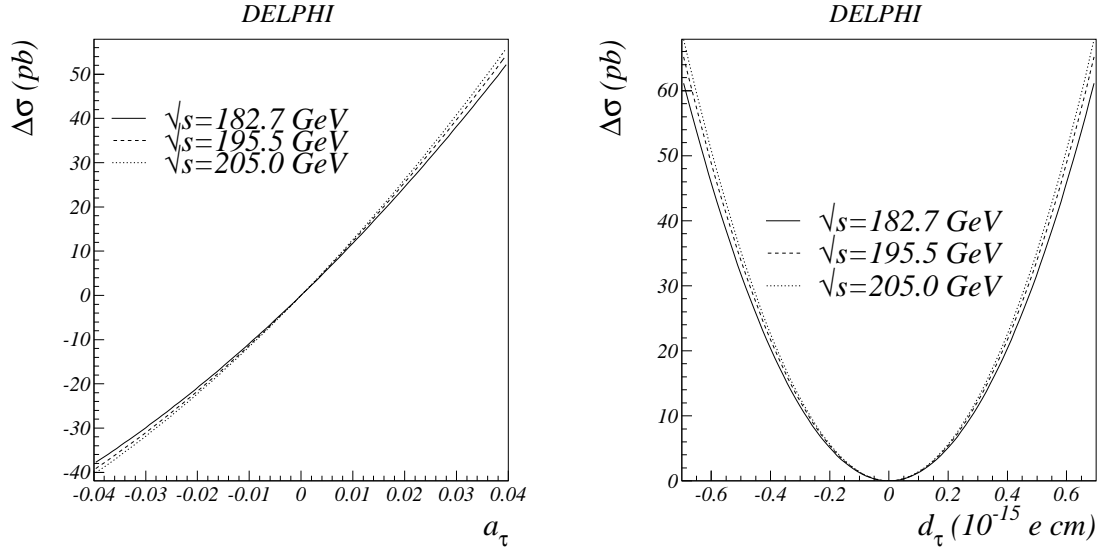 DELPHI
Δσ (pb)
50
40
30
20
10
0
-10
-20
-30
-40
√s=182.7 GeV
√s=195.5 GeV
√s=205.0 GeV
-0.04 -0.03 -0.02 -0.01 0 0.01 0.02 0.03 0.04
a_τ
DELPHI
Δσ (pb)
60
50
40
30
20
10
0
√s=182.7 GeV
√s=195.5 GeV
√s=205.0 GeV
-0.6 -0.4 -0.2 0 0.2 0.4 0.6
d_τ (10^-15 e cm)